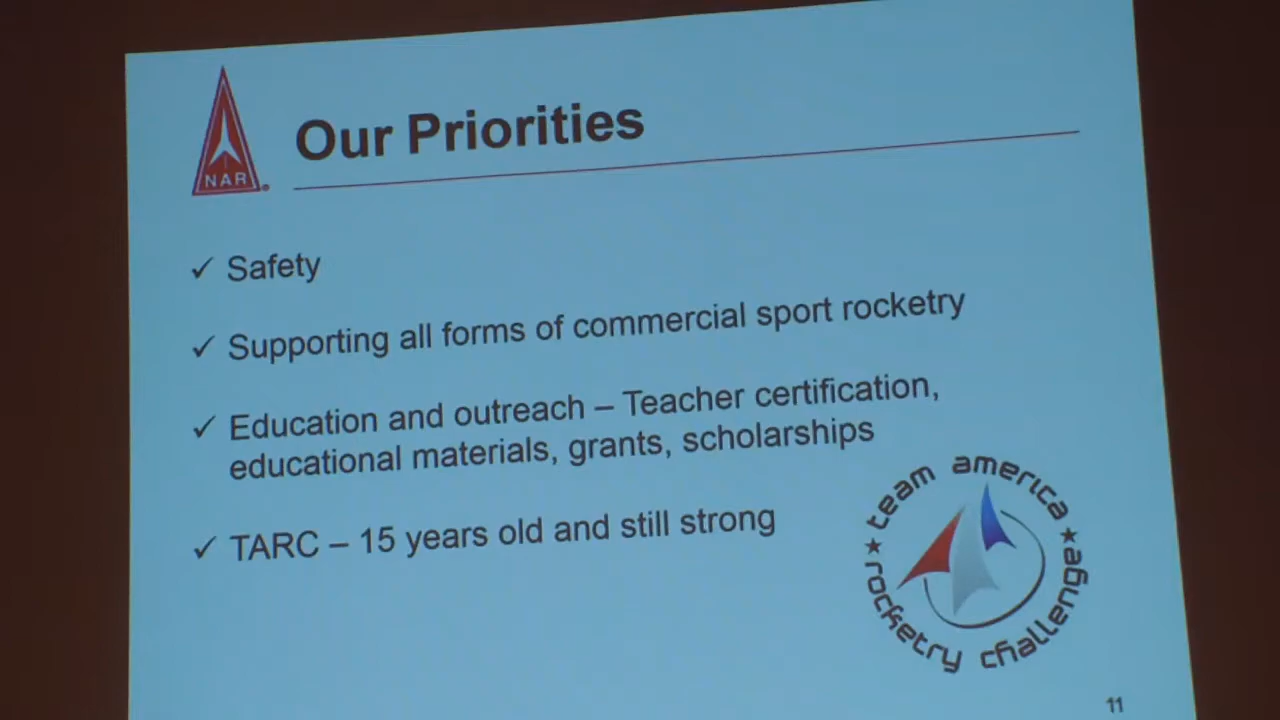 Our Priorities
NAR
✓ Safety
✓ Supporting all forms of commercial sport rocketry
✓ Education and outreach – Teacher certification,
educational materials, grants, scholarships
✓ TARC – 15 years old and still strong
team america
★ rocketry challenge ★
11